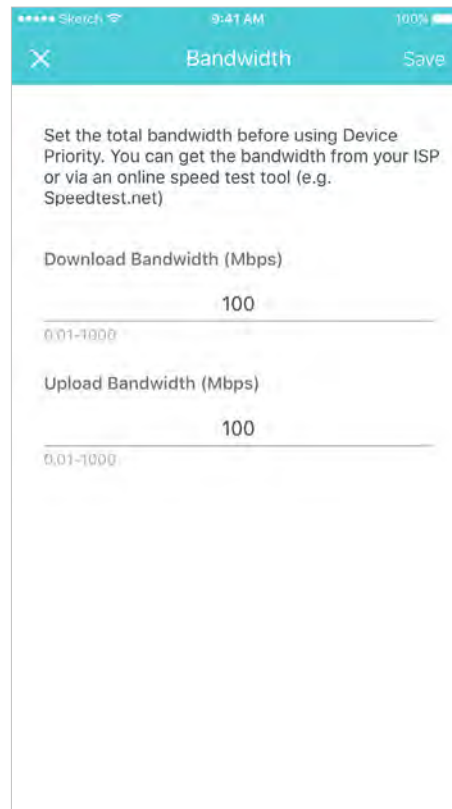 Sketch 9:41 AM 100%
Bandwidth Save
Set the total bandwidth before using Device
Priority. You can get the bandwidth from your ISP
or via an online speed test tool (e.g.
Speedtest.net)
Download Bandwidth (Mbps)
100
0.01-1000
Upload Bandwidth (Mbps)
100
0.01-1000